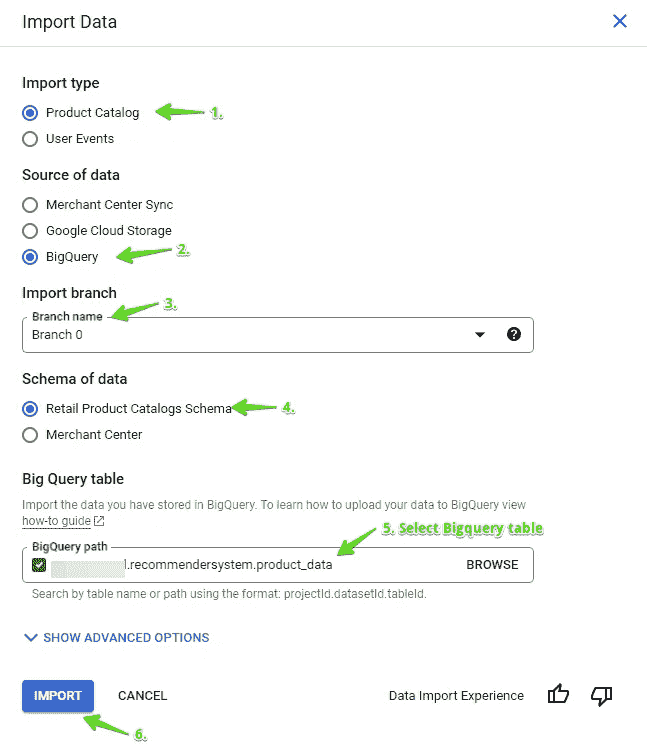 Import Data
Import type
Product Catalog 1.
User Events
Source of data
Merchant Center Sync
Google Cloud Storage
BigQuery 2.
Import branch
3.
Branch name
Branch 0
Schema of data
Retail Product Catalogs Schema 4.
Merchant Center
Big Query table
Import the data you have stored in BigQuery. To learn how to upload your data to BigQuery view
how-to guide
5. Select Bigquery table
BigQuery path
l.recommendersystem.product_data BROWSE
Search by table name or path using the format: projectId.datasetId.tableId.
SHOW ADVANCED OPTIONS
IMPORT CANCEL Data Import Experience
6.